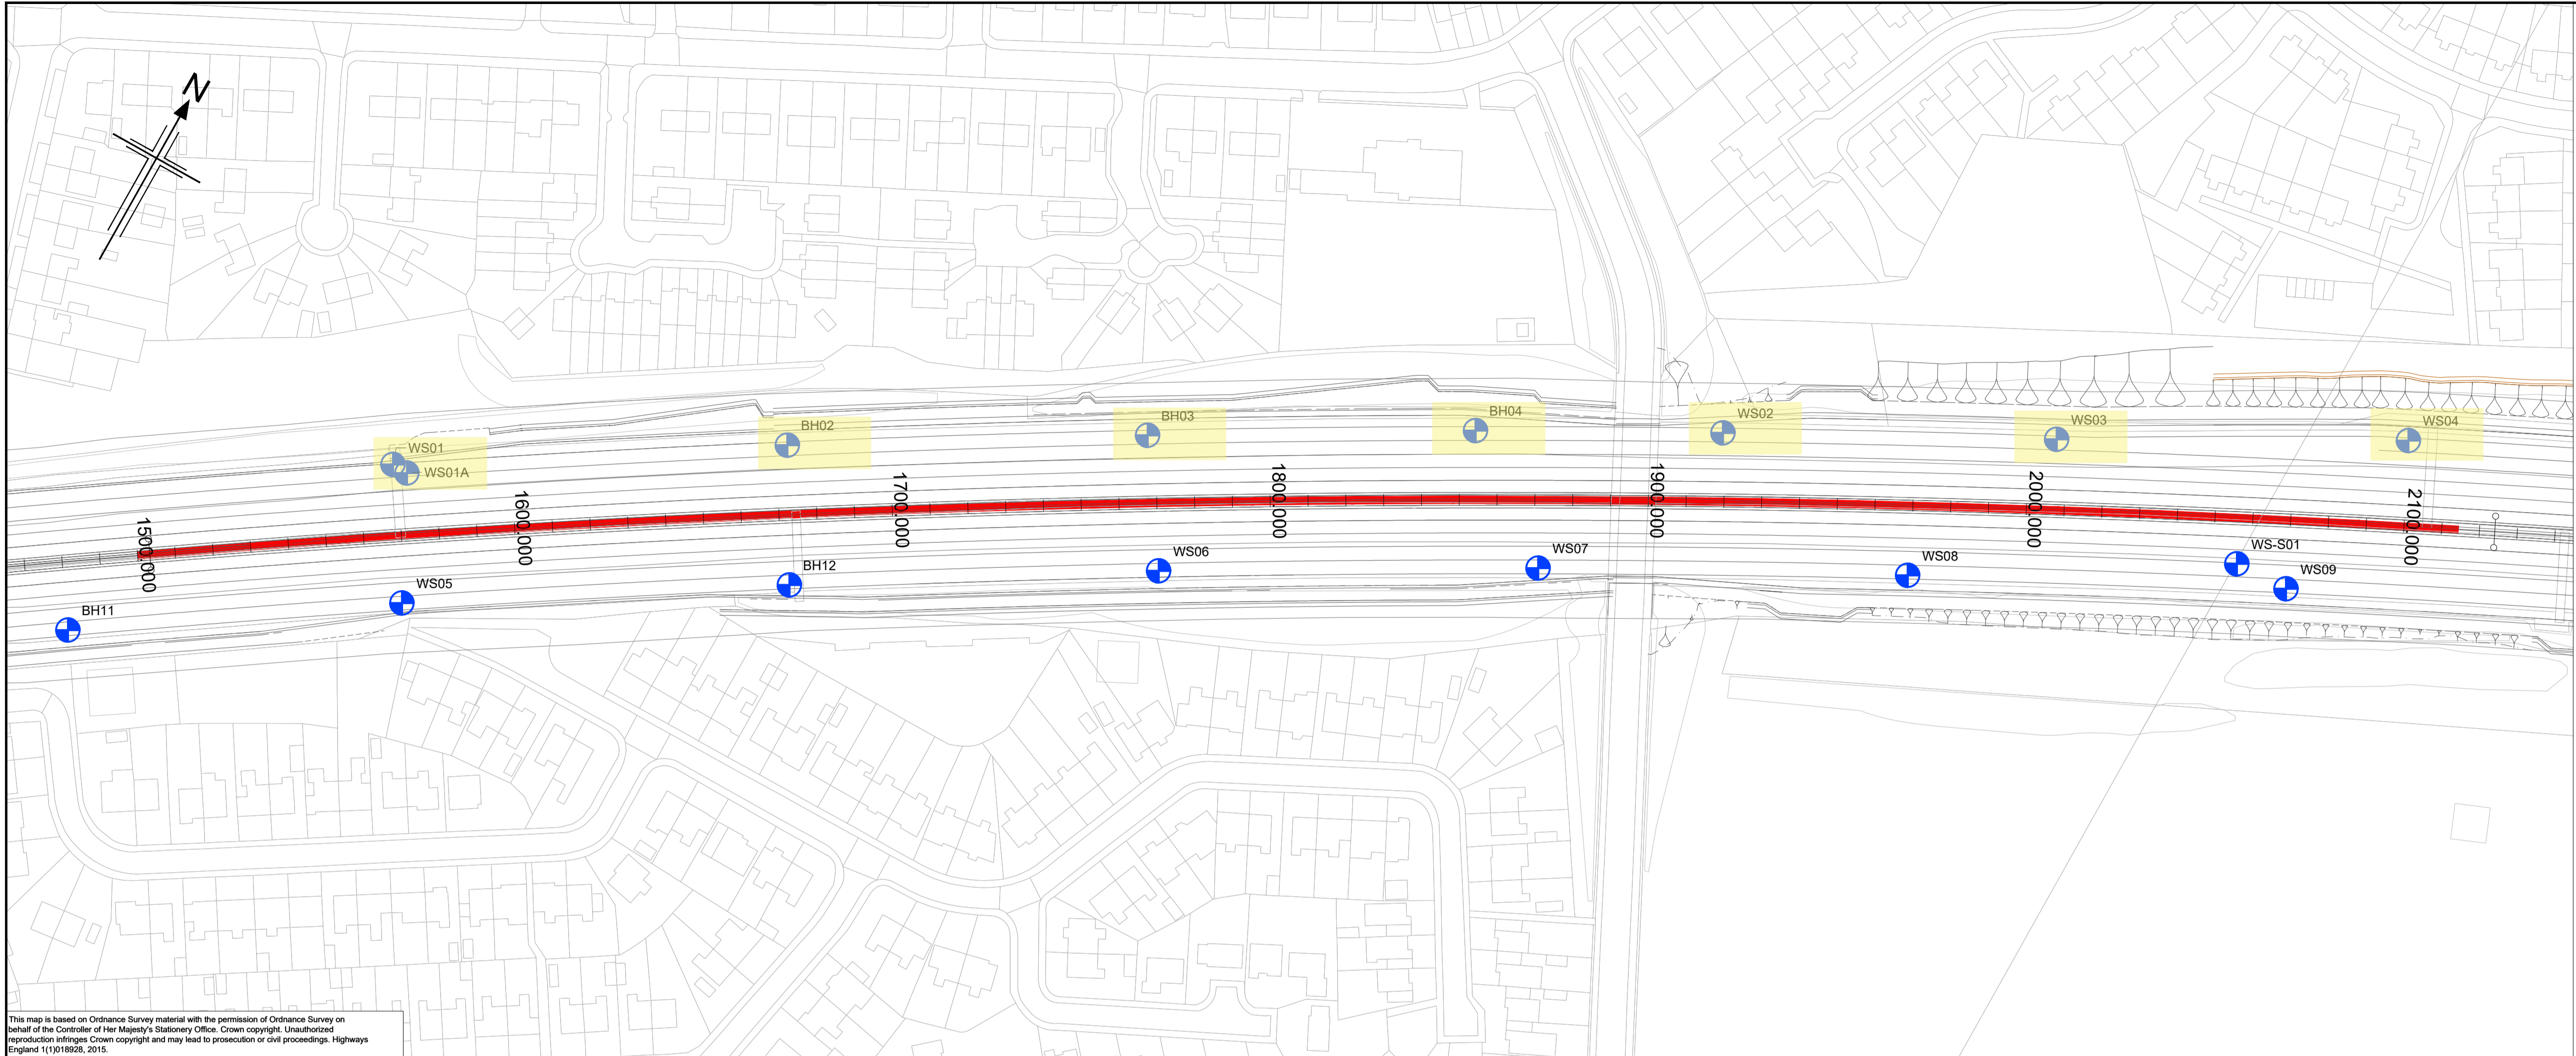 N
BH04
WS02
BH03
WS03
WS04
BH02
WS01
WS01A
1500.000
1600.000
1700.000
1800.000
1900.000
2000.000
2100.000
WS07
WS-S01
WS06
WS08
BH12
WS09
WS05
BH11
This map is based on Ordnance Survey material with the permission of Ordnance Survey on
behalf of the Controller of Her Majesty's Stationery Office. Crown copyright. Unauthorized
reproduction infringes Crown copyright and may lead to prosecution or civil proceedings. Highways
England 1(1)018928, 2015.